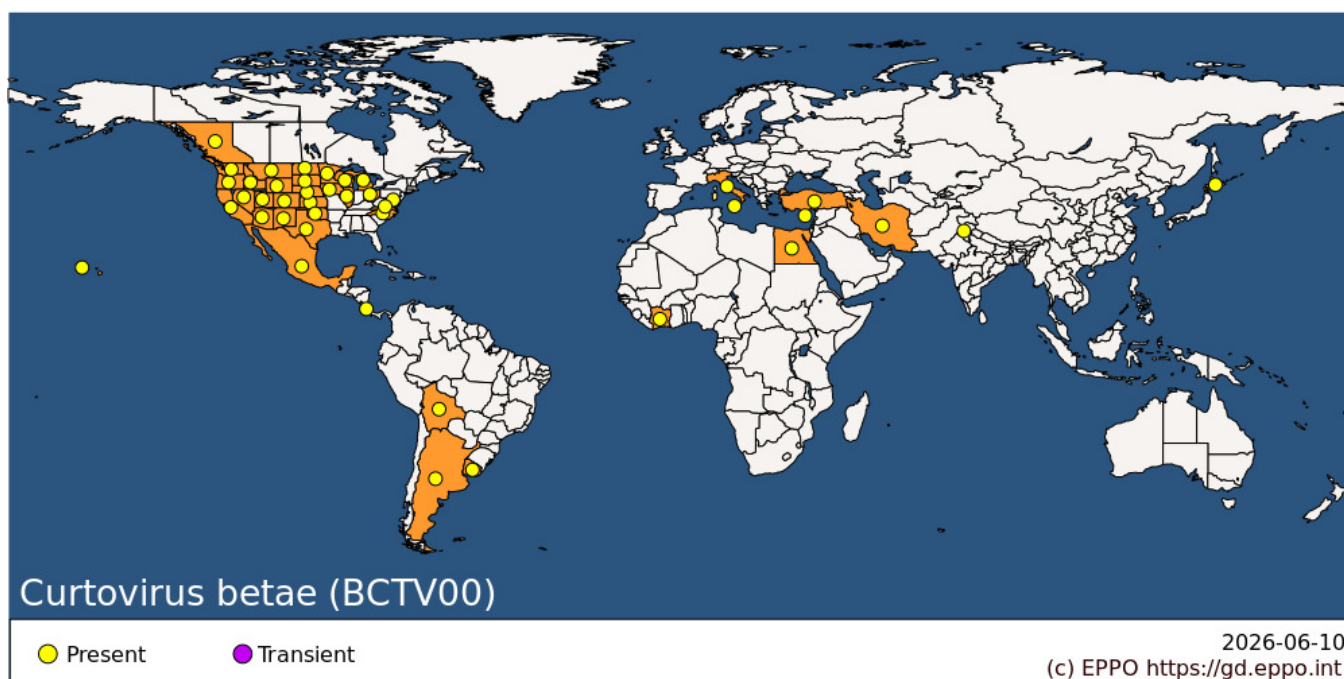 Curtovirus betae (BCTV00)
Present
Transient
2026-06-10
(c) EPPO https://gd.eppo.int